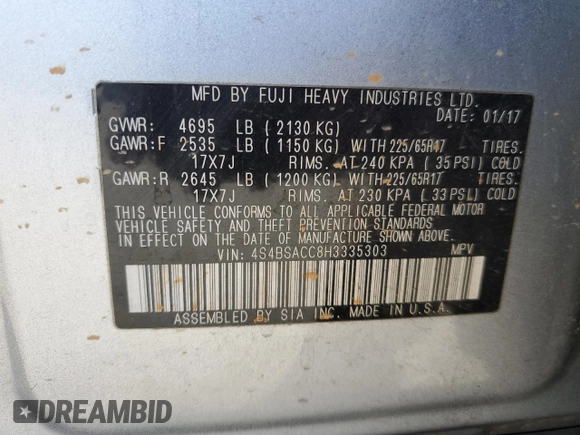 MFD BY FUJI HEAVY INDUSTRIES LTD.
DATE: 01/17
GVWR: 4695 LB ( 2130 KG)
GAWR:F 2535 LB ( 1150 KG) WITH 225/65R17 TIRES.
17X7J RIMS. AT 240 KPA ( 35 PSI) COLD
GAWR:R 2645 LB ( 1200 KG) WITH 225/65R17 TIRES.
17X7J RIMS. AT 230 KPA ( 33 PSI) COLD
THIS VEHICLE CONFORMS TO ALL APPLICABLE FEDERAL MOTOR
VEHICLE SAFETY AND THEFT PREVENTION STANDARDS
IN EFFECT ON THE DATE OF MANUFACTURE SHOWN ABOVE.
VIN: 4S4BSACC8H3335303 MPV
ASSEMBLED BY SIA INC. MADE IN U.S.A.
DREAMBID